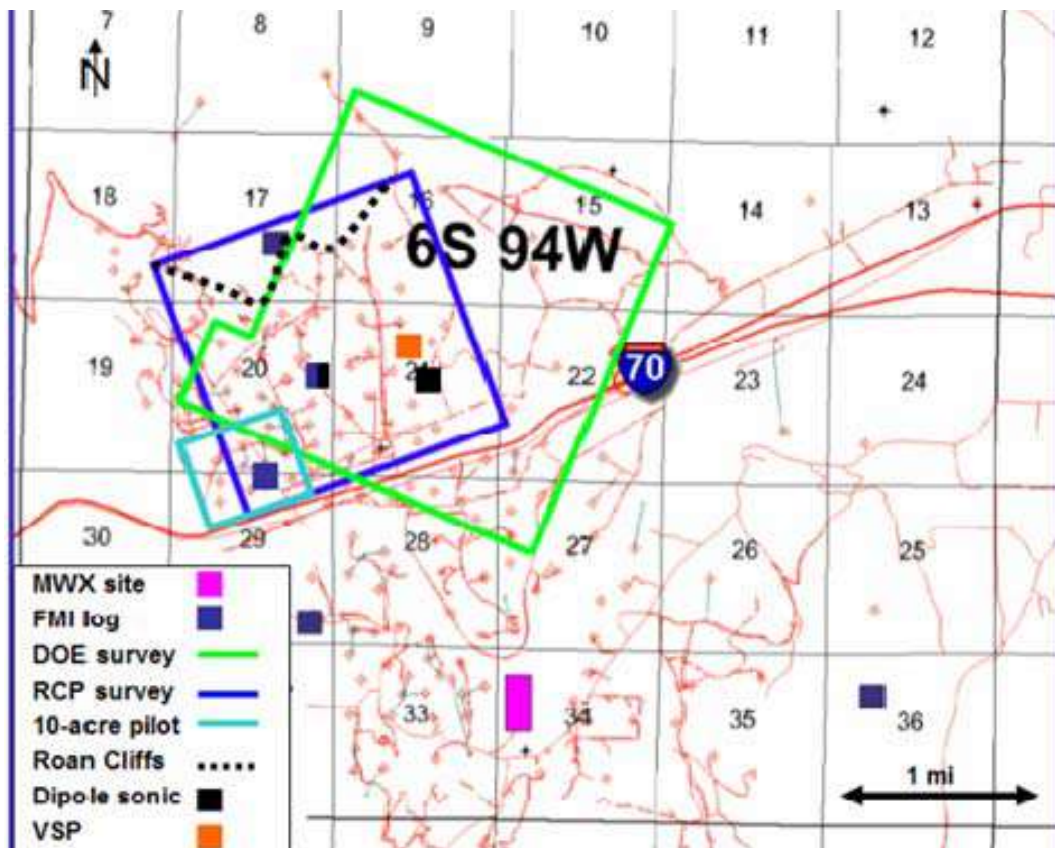 7 8 9 10 11 12
N
18 17 16 15 14 13
6S 94W
19 20 21 22 70 23 24
30 29 28 27 26 25
MWX site
FMI log
DOE survey
RCP survey
10-acre pilot
Roan Cliffs
Dipole sonic
VSP
33 34 35 36
1 mi